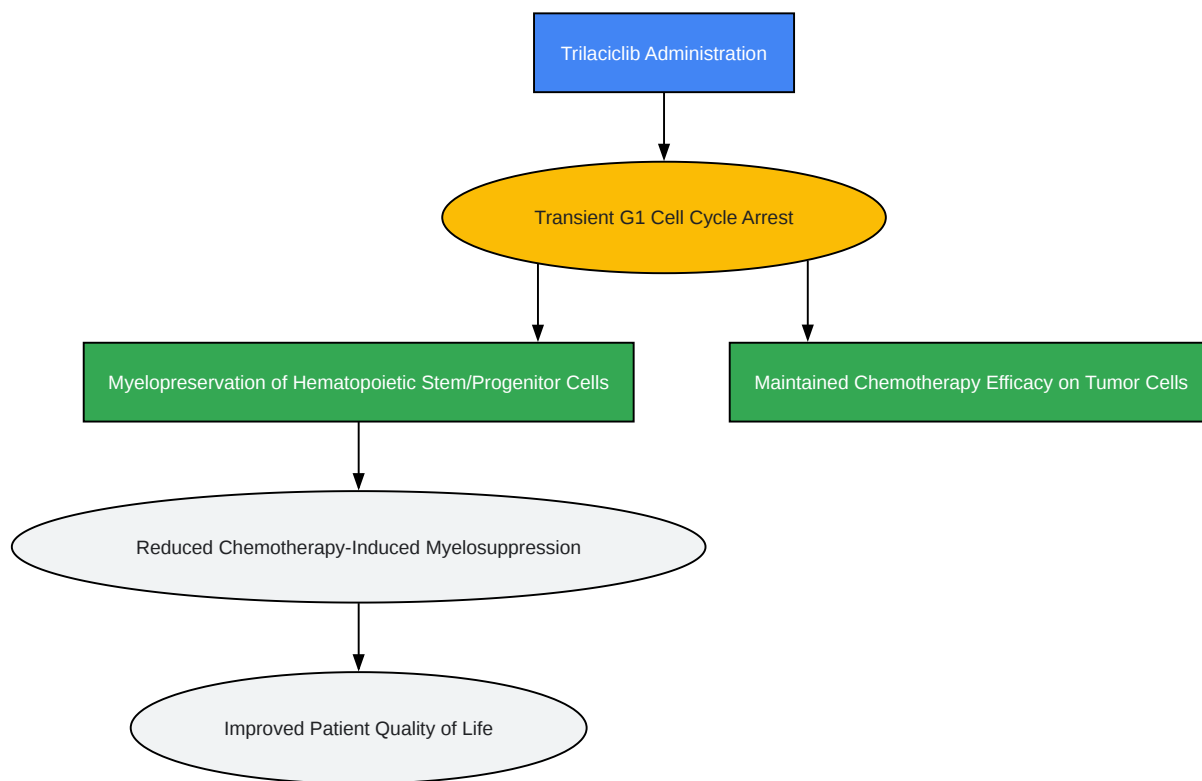 Trilaciclib Administration
Transient G1 Cell Cycle Arrest
Myelopreservation of Hematopoietic Stem/Progenitor Cells
Maintained Chemotherapy Efficacy on Tumor Cells
Reduced Chemotherapy-Induced Myelosuppression
Improved Patient Quality of Life